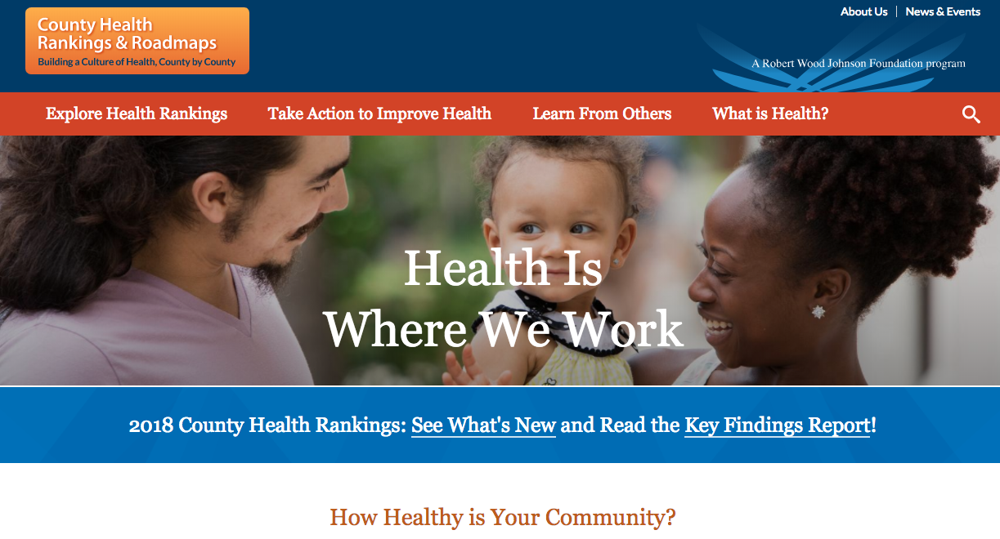 About Us | News & Events
County Health
Rankings & Roadmaps
Building a Culture of Health, County by County
A Robert Wood Johnson Foundation program
Explore Health Rankings
Take Action to Improve Health
Learn From Others
What is Health?
Health Is
Where We Work
2018 County Health Rankings: See What's New and Read the Key Findings Report!
How Healthy is Your Community?